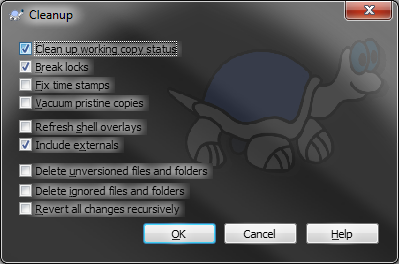 Cleanup
Clean up working copy status
Break locks
Fix time stamps
Vacuum pristine copies
Refresh shell overlays
Include externals
Delete unversioned files and folders
Delete ignored files and folders
Revert all changes recursively
OK Cancel Help